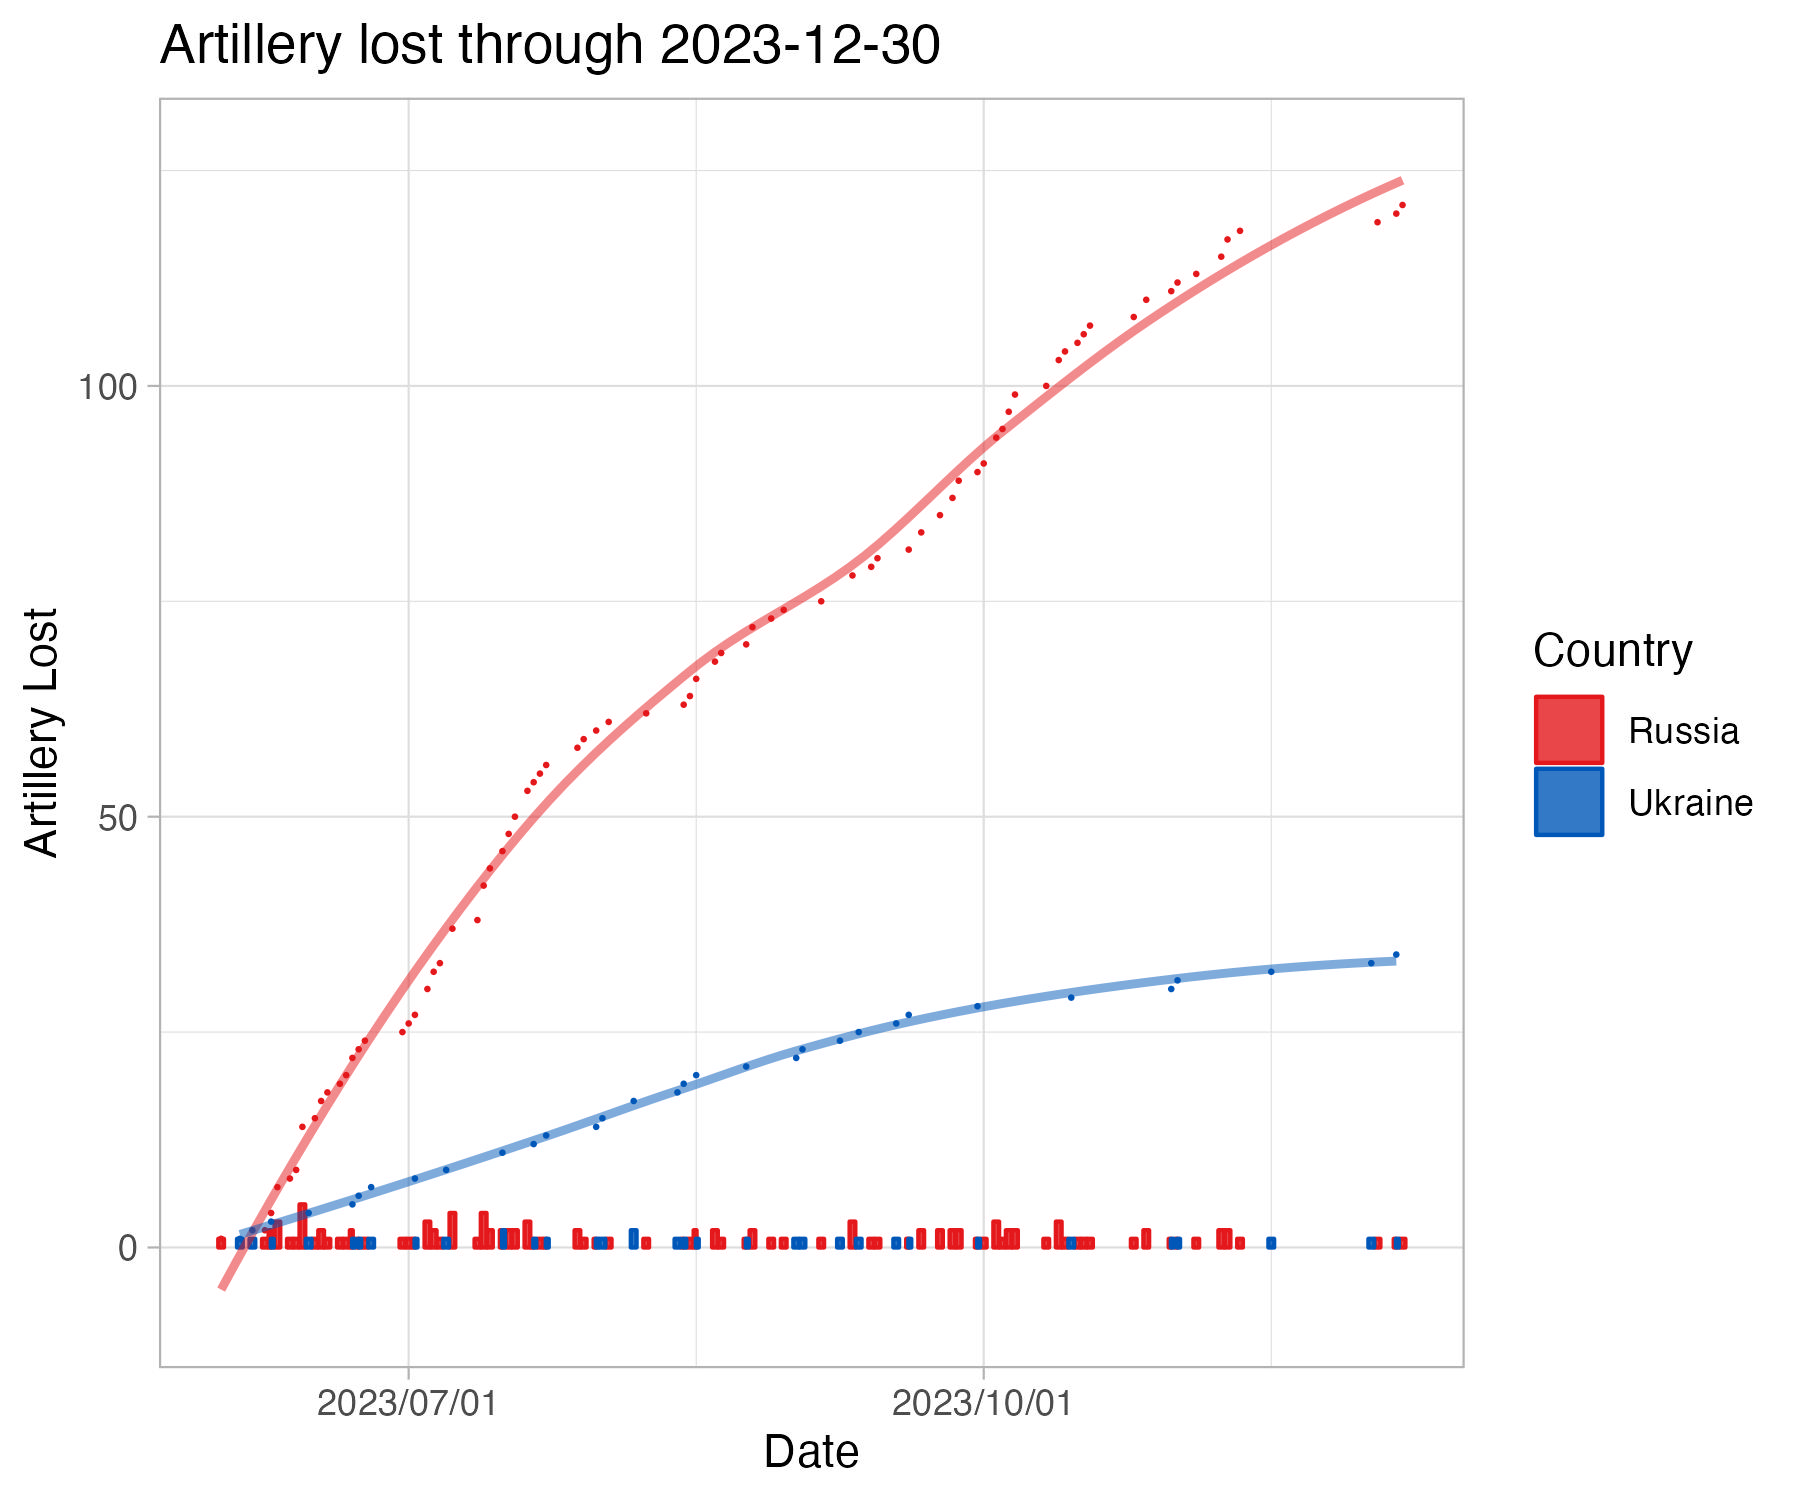 Artillery lost through 2023-12-30
Artillery Lost
100
50
0
2023/07/01
2023/10/01
Date
Country
Russia
Ukraine